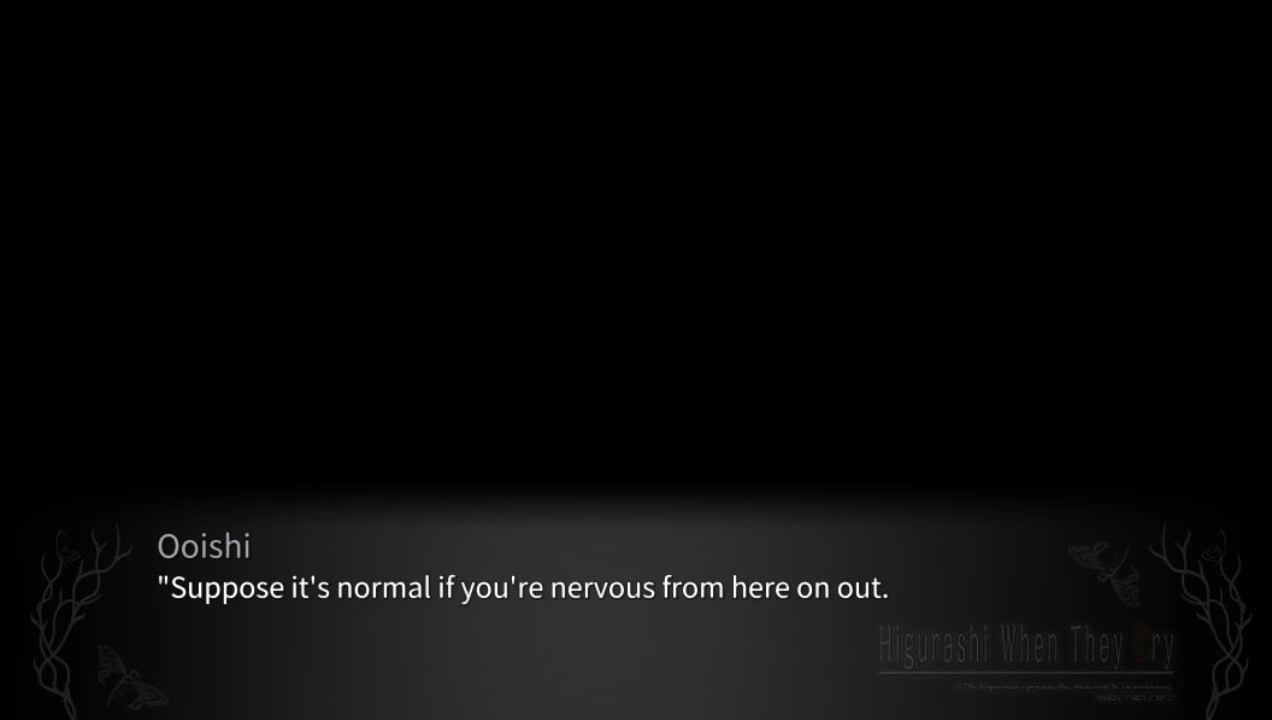 Ooishi
"Suppose it's normal if you're nervous from here on out.
Higurashi When They Cry